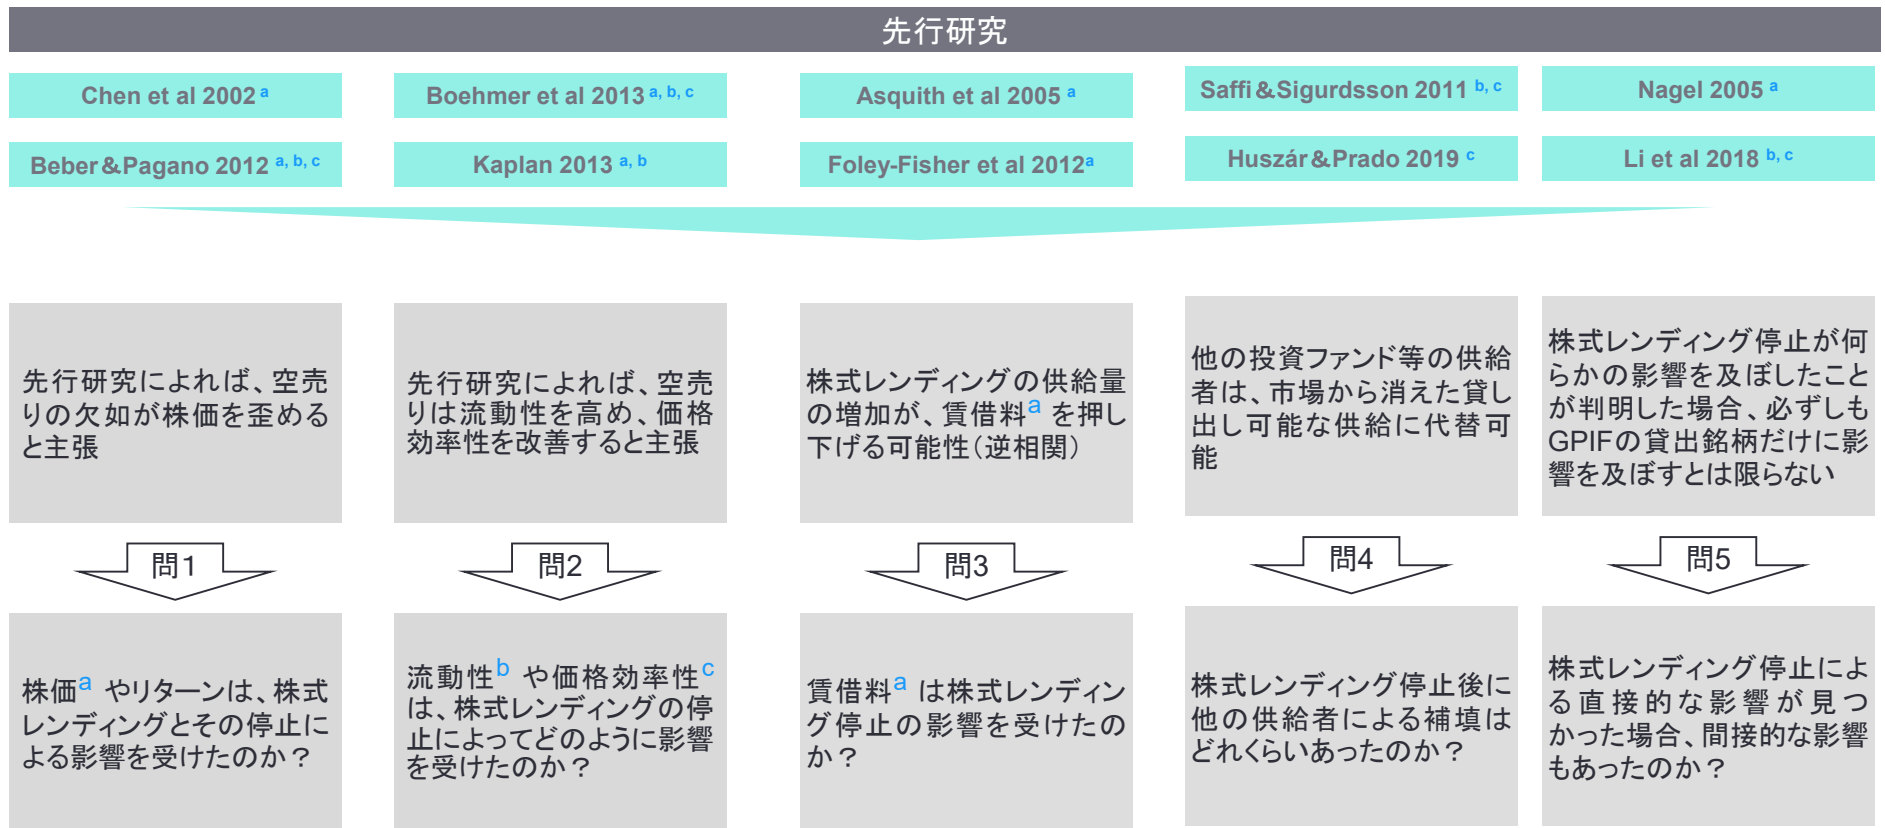 先行研究
Chen et al 2002 a
Boehmer et al 2013 a, b, c
Asquith et al 2005 a
Saffi&Sigurdsson 2011 b, c
Nagel 2005 a
Beber&Pagano 2012 a, b, c
Kaplan 2013 a, b
Foley-Fisher et al 2012a
Huszár&Prado 2019 c
Li et al 2018 b, c
先行研究によれば、空売
りの欠如が株価を歪める
と主張
先行研究によれば、空売
りは流動性を高め、価格
効率性を改善すると主張
株式レンディングの供給量
の増加が、賃借料a を押し
下げる可能性（逆相関）
他の投資ファンド等の供給
者は、市場から消えた貸し
出し可能な供給に代替可
能
株式レンディング停止が何
らかの影響を及ぼしたこと
が判明した場合、必ずしも
GPIFの貸出銘柄だけに影
響を及ぼすとは限らない
問1
問2
問3
問4
問5
株価a やリターンは、株式
レンディングとその停止に
よる影響を受けたのか？
流動性b や価格効率性c
は、株式レンディングの停
止によってどのように影響
を受けたのか？
賃借料a は株式レンディン
グ停止の影響を受けたの
か？
株式レンディング停止後に
他の供給者による補填は
どれくらいあったのか？
株式レンディング停止によ
る直接的な影響が見つ
かった場合、間接的な影響
もあったのか？